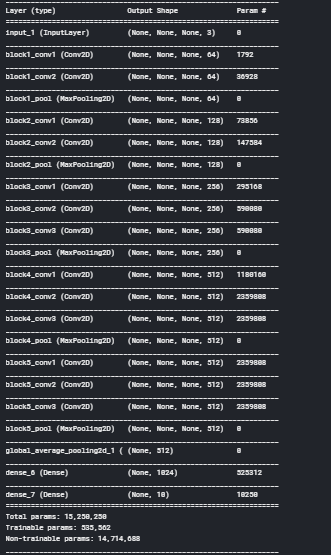 Layer (type) Output Shape Param #
=================================================================
input_1 (InputLayer) (None, None, None, 3) 0
_________________________________________________________________
block1_conv1 (Conv2D) (None, None, None, 64) 1792
_________________________________________________________________
block1_conv2 (Conv2D) (None, None, None, 64) 36928
_________________________________________________________________
block1_pool (MaxPooling2D) (None, None, None, 64) 0
_________________________________________________________________
block2_conv1 (Conv2D) (None, None, None, 128) 73856
_________________________________________________________________
block2_conv2 (Conv2D) (None, None, None, 128) 147584
_________________________________________________________________
block2_pool (MaxPooling2D) (None, None, None, 128) 0
_________________________________________________________________
block3_conv1 (Conv2D) (None, None, None, 256) 295168
_________________________________________________________________
block3_conv2 (Conv2D) (None, None, None, 256) 590080
_________________________________________________________________
block3_conv3 (Conv2D) (None, None, None, 256) 590080
_________________________________________________________________
block3_pool (MaxPooling2D) (None, None, None, 256) 0
_________________________________________________________________
block4_conv1 (Conv2D) (None, None, None, 512) 1180160
_________________________________________________________________
block4_conv2 (Conv2D) (None, None, None, 512) 2359808
_________________________________________________________________
block4_conv3 (Conv2D) (None, None, None, 512) 2359808
_________________________________________________________________
block4_pool (MaxPooling2D) (None, None, None, 512) 0
_________________________________________________________________
block5_conv1 (Conv2D) (None, None, None, 512) 2359808
_________________________________________________________________
block5_conv2 (Conv2D) (None, None, None, 512) 2359808
_________________________________________________________________
block5_conv3 (Conv2D) (None, None, None, 512) 2359808
_________________________________________________________________
block5_pool (MaxPooling2D) (None, None, None, 512) 0
_________________________________________________________________
global_average_pooling2d_1 ( (None, 512) 0
_________________________________________________________________
dense_6 (Dense) (None, 1024) 525312
_________________________________________________________________
dense_7 (Dense) (None, 10) 10250
=================================================================
Total params: 15,250,250
Trainable params: 535,562
Non-trainable params: 14,714,688
_________________________________________________________________